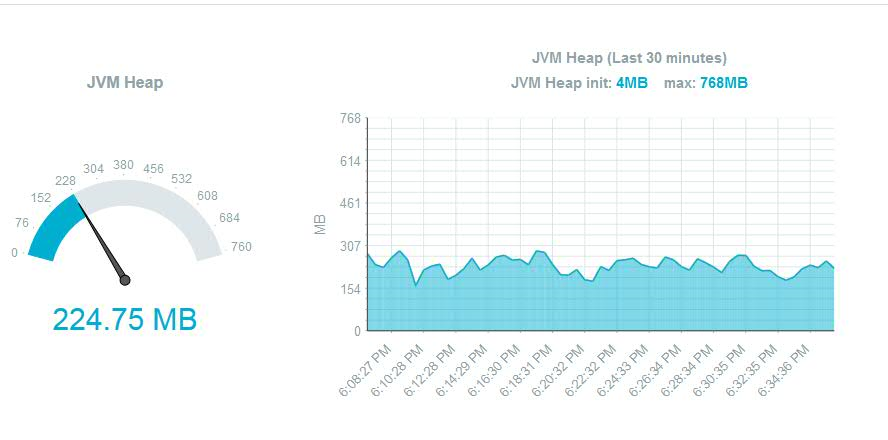 JVM Heap
0
76
152
228
304
380
456
532
608
684
760
224.75 MB
JVM Heap (Last 30 minutes)
JVM Heap init: 4MB max: 768MB
MB
768
614
461
307
154
0
6:08:27 PM
6:10:28 PM
6:12:28 PM
6:14:29 PM
6:16:30 PM
6:18:31 PM
6:20:32 PM
6:22:32 PM
6:24:33 PM
6:26:34 PM
6:28:34 PM
6:30:35 PM
6:32:35 PM
6:34:36 PM